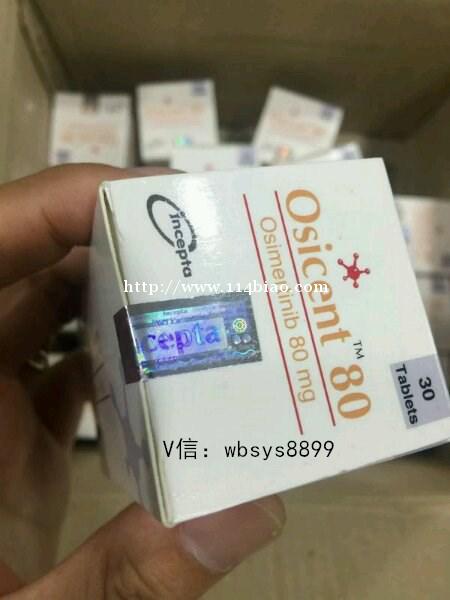 incepta
Osicent™ 80
Osimertinib 80 mg
30
Tablets
cepta
http://www.114biao.com
V信: wbsys8899